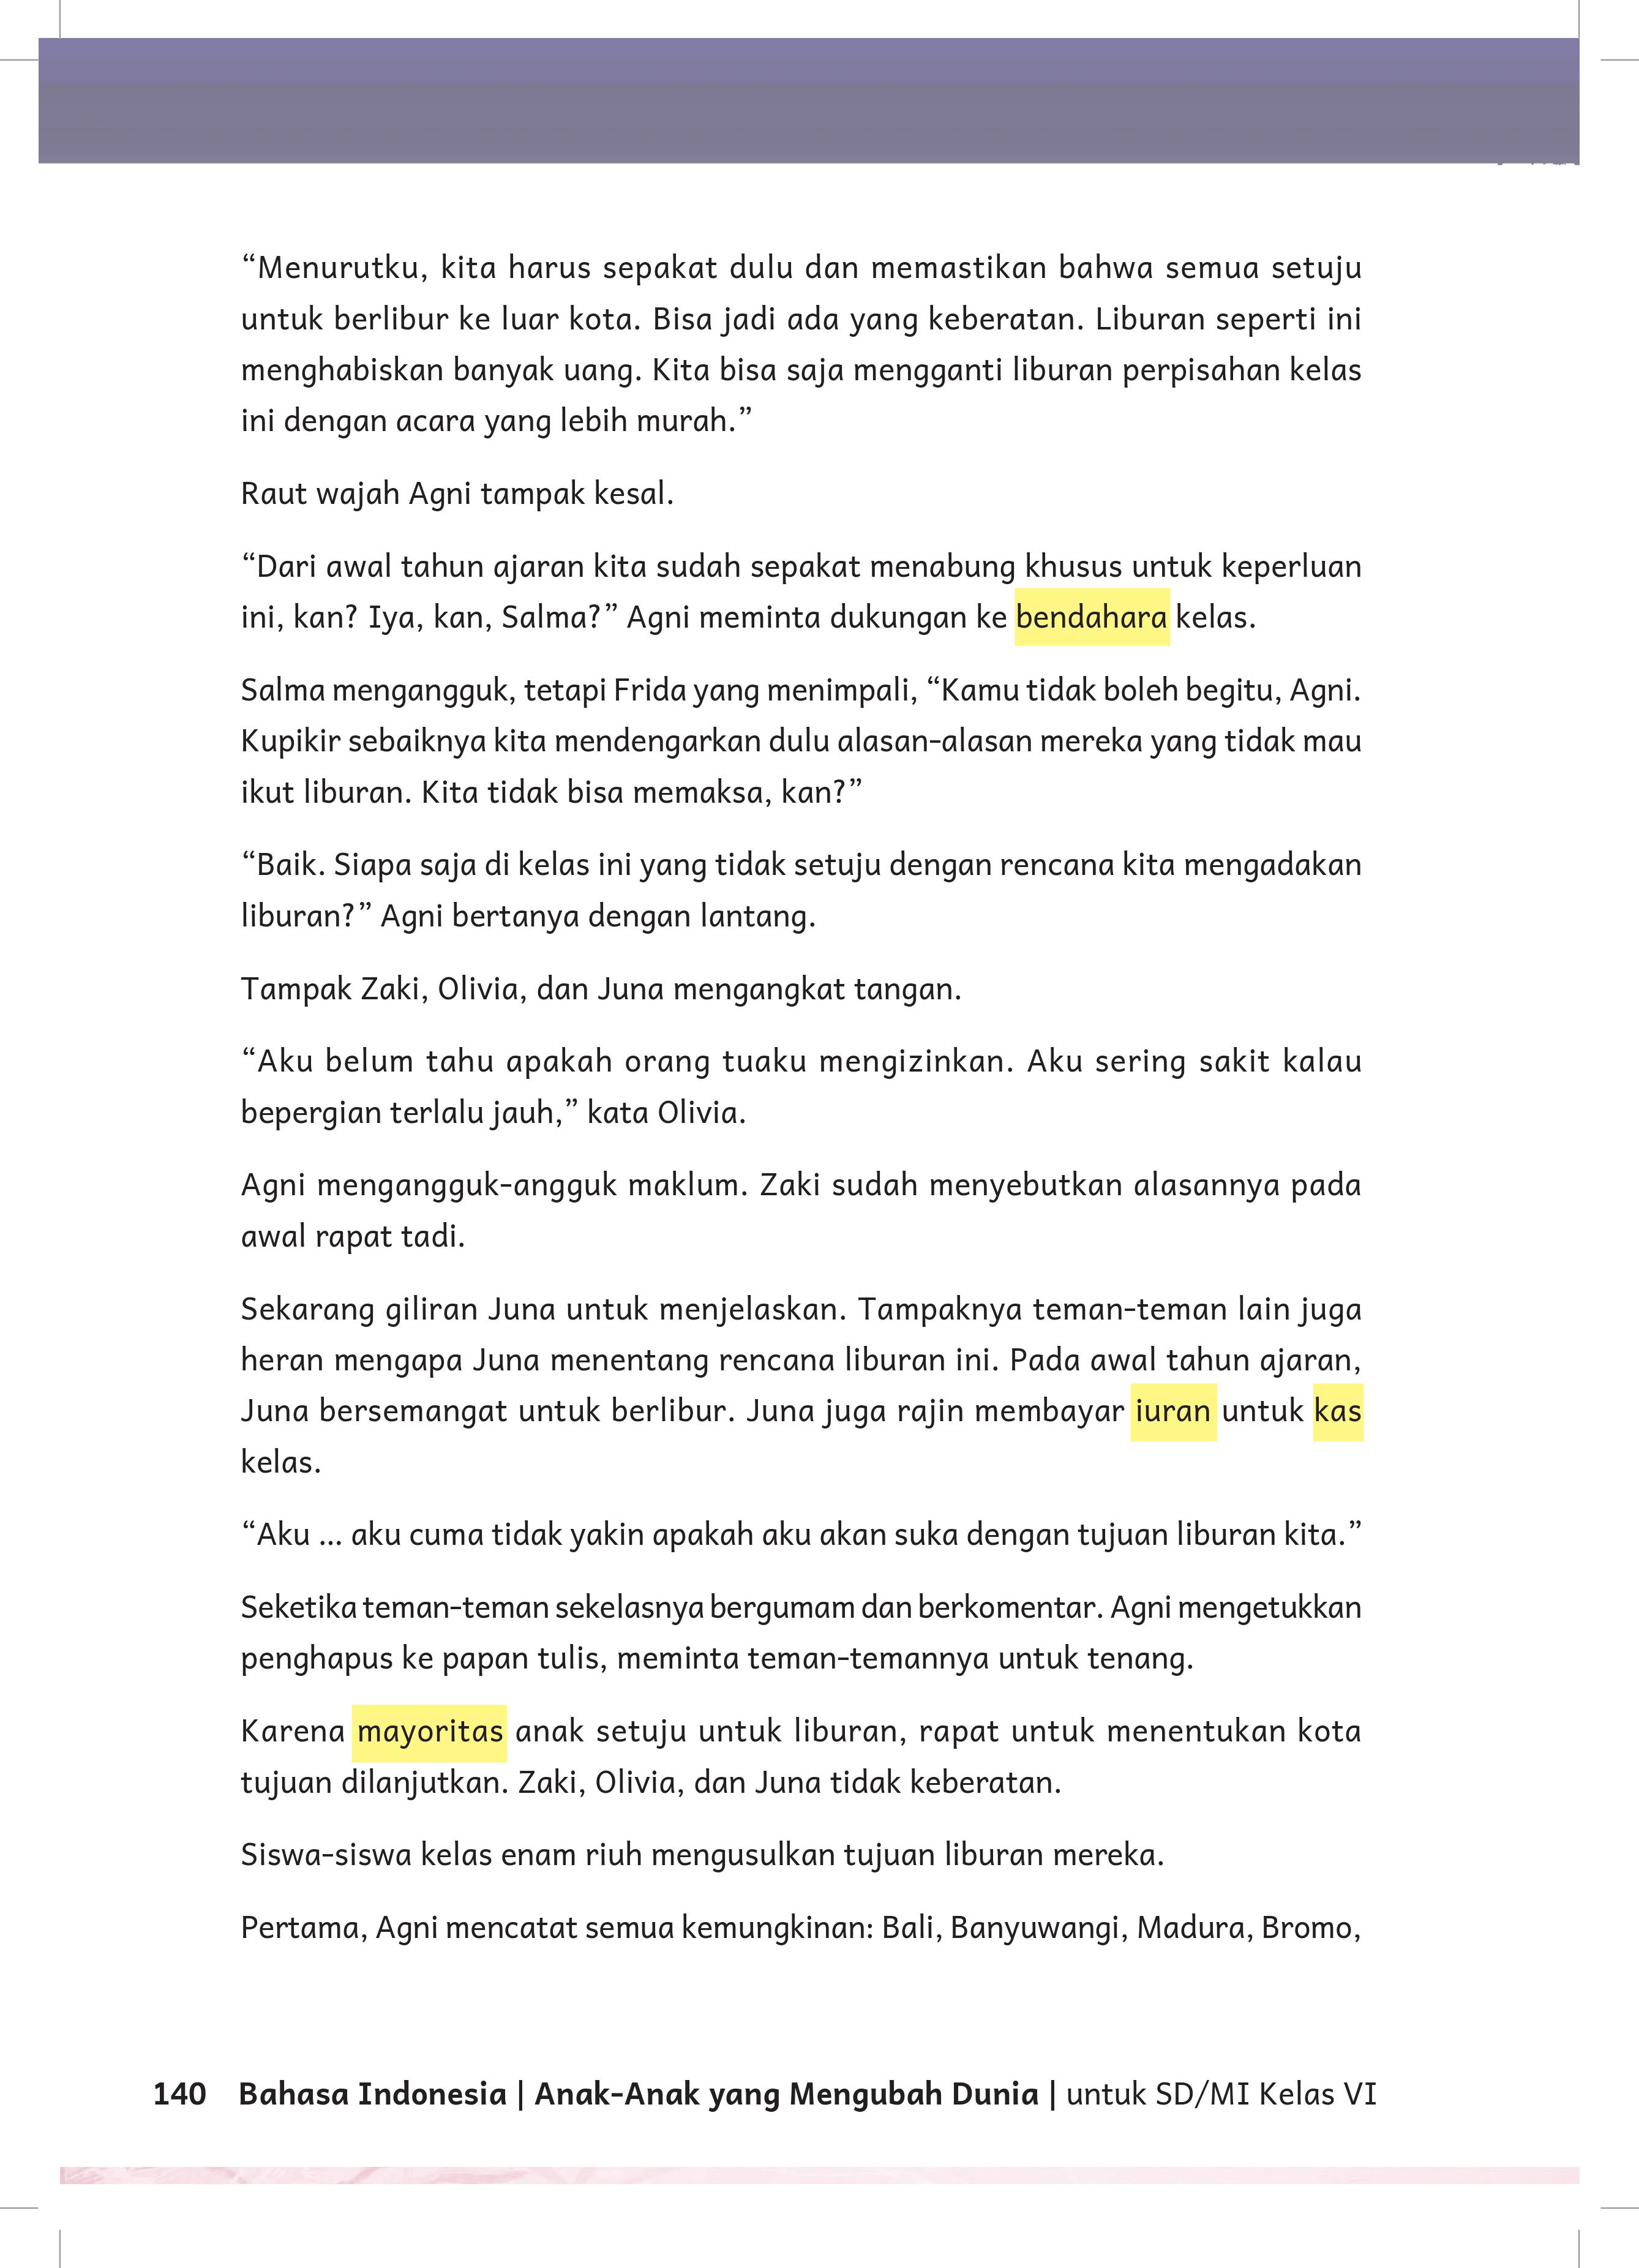 “Menurutku, kita harus sepakat dulu dan memastikan bahwa semua setuju
untuk berlibur ke luar kota. Bisa jadi ada yang keberatan. Liburan seperti ini
menghabiskan banyak uang. Kita bisa saja mengganti liburan perpisahan kelas
ini dengan acara yang lebih murah.”
Raut wajah Agni tampak kesal.
“Dari awal tahun ajaran kita sudah sepakat menabung khusus untuk keperluan
ini, kan? Iya, kan, Salma?” Agni meminta dukungan ke bendahara kelas.
Salma mengangguk, tetapi Frida yang menimpali, “Kamu tidak boleh begitu, Agni.
Kupikir sebaiknya kita mendengarkan dulu alasan-alasan mereka yang tidak mau
ikut liburan. Kita tidak bisa memaksa, kan?”
“Baik. Siapa saja di kelas ini yang tidak setuju dengan rencana kita mengadakan
liburan?” Agni bertanya dengan lantang.
Tampak Zaki, Olivia, dan Juna mengangkat tangan.
“Aku belum tahu apakah orang tuaku mengizinkan. Aku sering sakit kalau
bepergian terlalu jauh,” kata Olivia.
Agni mengangguk-angguk maklum. Zaki sudah menyebutkan alasannya pada
awal rapat tadi.
Sekarang giliran Juna untuk menjelaskan. Tampaknya teman-teman lain juga
heran mengapa Juna menentang rencana liburan ini. Pada awal tahun ajaran,
Juna bersemangat untuk berlibur. Juna juga rajin membayar iuran untuk kas
kelas.
“Aku ... aku cuma tidak yakin apakah aku akan suka dengan tujuan liburan kita.”
Seketika teman-teman sekelasnya bergumam dan berkomentar. Agni mengetukkan
penghapus ke papan tulis, meminta teman-temannya untuk tenang.
Karena mayoritas anak setuju untuk liburan, rapat untuk menentukan kota
tujuan dilanjutkan. Zaki, Olivia, dan Juna tidak keberatan.
Siswa-siswa kelas enam riuh mengusulkan tujuan liburan mereka.
Pertama, Agni mencatat semua kemungkinan: Bali, Banyuwangi, Madura, Bromo,
140 Bahasa Indonesia | Anak-Anak yang Mengubah Dunia | untuk SD/MI Kelas VI